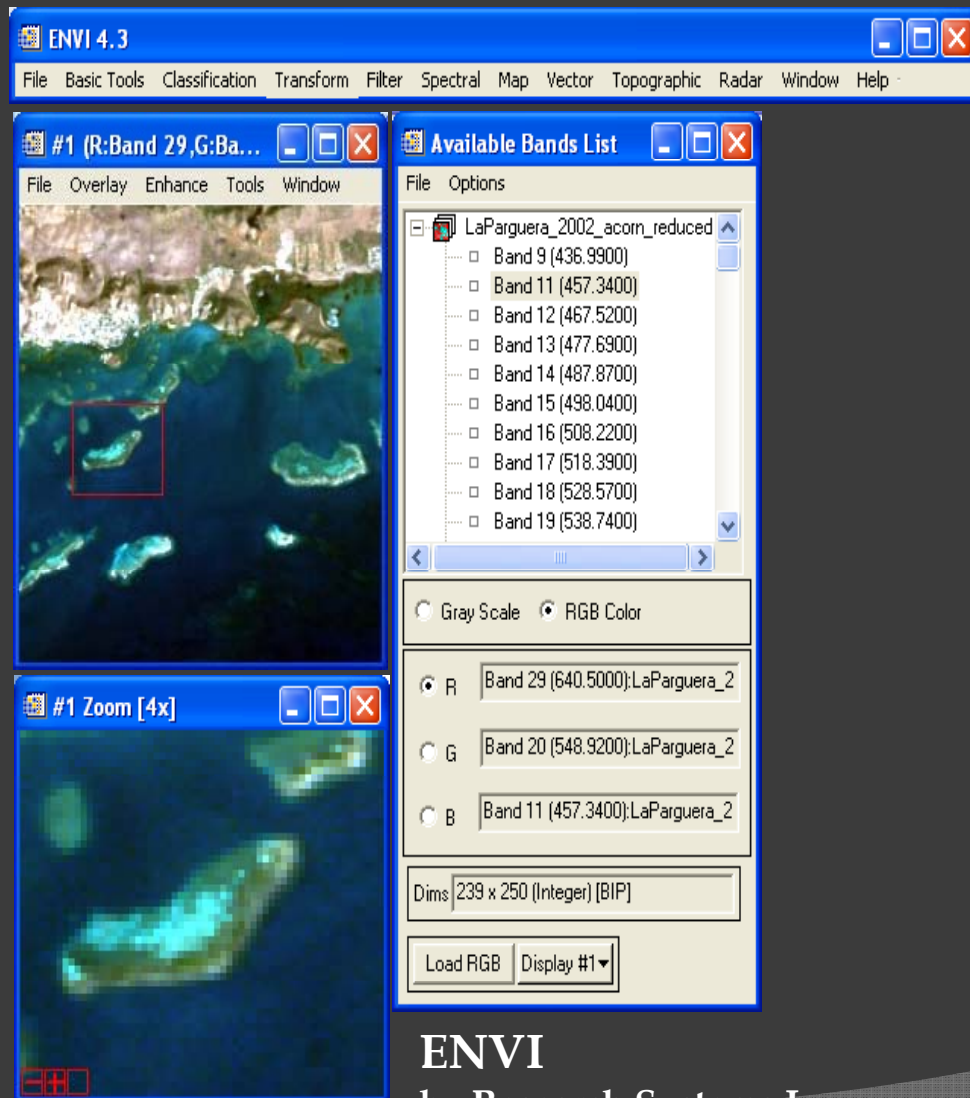 ENVI 4.3
File Basic Tools Classification Transform Filter Spectral Map Vector Topographic Radar Window Help
#1 (R:Band 29,G:Ba...
File Overlay Enhance Tools Window
Available Bands List
File Options
LaParguera_2002_acorn_reduced
Band 9 (436.9900)
Band 11 (457.3400)
Band 12 (467.5200)
Band 13 (477.6900)
Band 14 (487.8700)
Band 15 (498.0400)
Band 16 (508.2200)
Band 17 (518.3900)
Band 18 (528.5700)
Band 19 (538.7400)
Gray Scale RGB Color
R Band 29 (640.5000):LaParguera_2
G Band 20 (548.9200):LaParguera_2
B Band 11 (457.3400):LaParguera_2
Dims 239 x 250 (Integer) [BIP]
Load RGB Display #1
#1 Zoom [4x]
ENVI